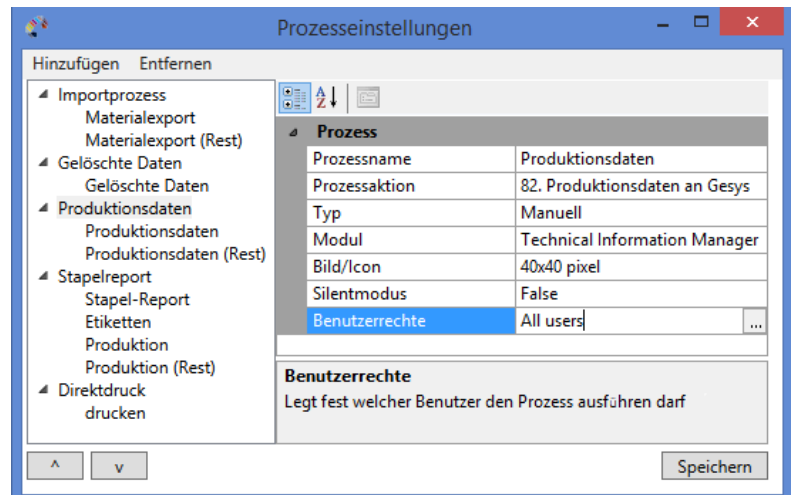 Prozesseinstellungen
Hinzufügen Entfernen
Importprozess
Materialexport
Materialexport (Rest)
Gelöschte Daten
Gelöschte Daten
Produktionsdaten
Produktionsdaten
Produktionsdaten (Rest)
Stapelreport
Stapel-Report
Etiketten
Produktion
Produktion (Rest)
Direktdruck
drucken
Prozess
Prozessname Produktionsdaten
Prozessaktion 82. Produktionsdaten an Gesys
Typ Manuell
Modul Technical Information Manager
Bild/Icon 40x40 pixel
Silentmodus False
Benutzerrechte All users ...
Benutzerrechte
Legt fest welcher Benutzer den Prozess ausführen darf
^ v Speichern